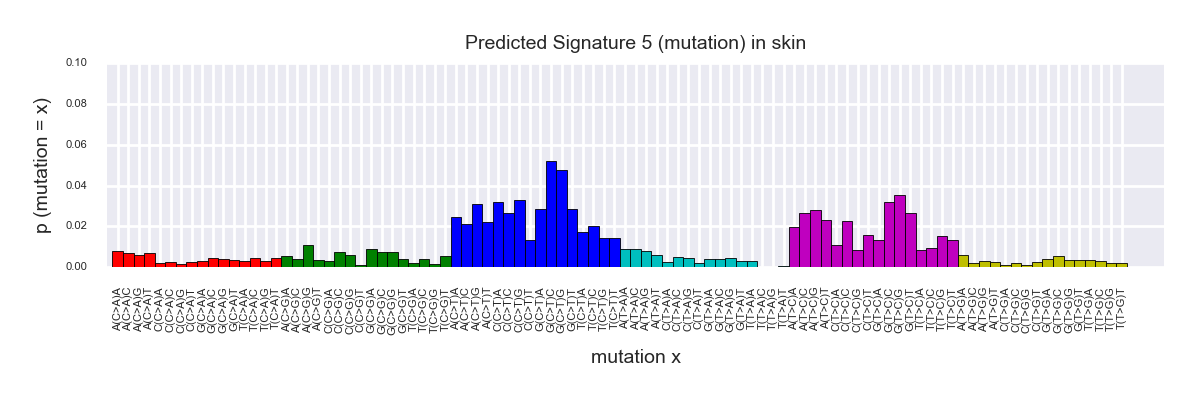 Predicted Signature 5 (mutation) in skin
0.10
0.08
0.06
0.04
0.02
0.00
p (mutation = x)
A(C>A)A
A(C>A)C
A(C>A)G
A(C>A)T
C(C>A)A
C(C>A)C
C(C>A)G
C(C>A)T
G(C>A)A
G(C>A)C
G(C>A)G
G(C>A)T
T(C>A)A
T(C>A)C
T(C>A)G
T(C>A)T
A(C>G)A
A(C>G)C
A(C>G)G
A(C>G)T
C(C>G)A
C(C>G)C
C(C>G)G
C(C>G)T
G(C>G)A
G(C>G)C
G(C>G)G
G(C>G)T
T(C>G)A
T(C>G)C
T(C>G)G
T(C>G)T
A(C>T)A
A(C>T)C
A(C>T)G
A(C>T)T
C(C>T)A
C(C>T)C
C(C>T)G
C(C>T)T
G(C>T)A
G(C>T)C
G(C>T)G
G(C>T)T
T(C>T)A
T(C>T)C
T(C>T)G
T(C>T)T
A(T>A)A
A(T>A)C
A(T>A)G
A(T>A)T
C(T>A)A
C(T>A)C
C(T>A)G
C(T>A)T
G(T>A)A
G(T>A)C
G(T>A)G
G(T>A)T
T(T>A)A
T(T>A)C
T(T>A)G
T(T>A)T
A(T>C)A
A(T>C)C
A(T>C)G
A(T>C)T
C(T>C)A
C(T>C)C
C(T>C)G
C(T>C)T
G(T>C)A
G(T>C)C
G(T>C)G
G(T>C)T
T(T>C)A
T(T>C)C
T(T>C)G
T(T>C)T
A(T>G)A
A(T>G)C
A(T>G)G
A(T>G)T
C(T>G)A
C(T>G)C
C(T>G)G
C(T>G)T
G(T>G)A
G(T>G)C
G(T>G)G
G(T>G)T
T(T>G)A
T(T>G)C
T(T>G)G
T(T>G)T
mutation x